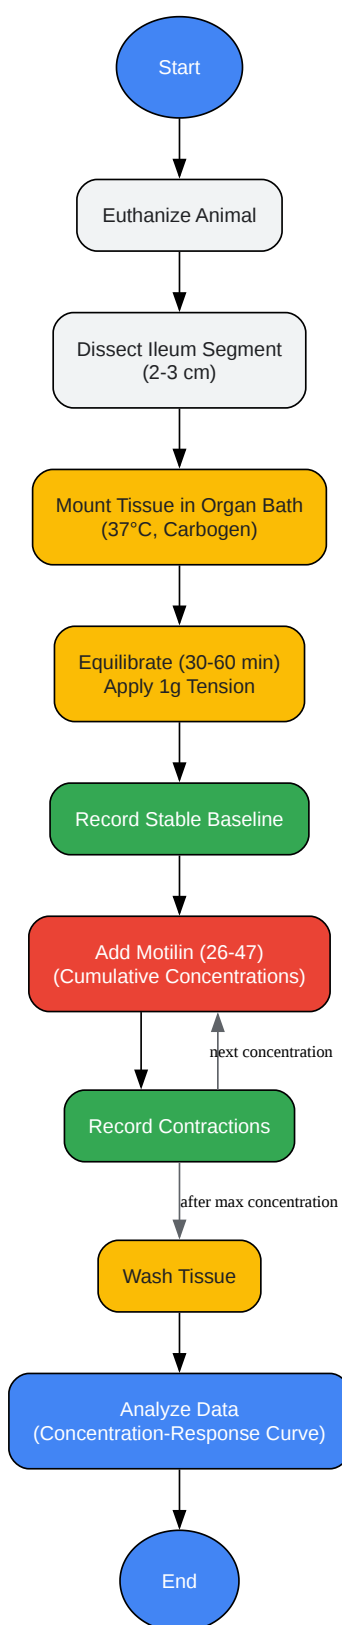 Start
Euthanize Animal
Dissect Ileum Segment
(2-3 cm)
Mount Tissue in Organ Bath
(37°C, Carbogen)
Equilibrate (30-60 min)
Apply 1g Tension
Record Stable Baseline
Add Motilin (26-47)
(Cumulative Concentrations)
next concentration
Record Contractions
after max concentration
Wash Tissue
Analyze Data
(Concentration-Response Curve)
End